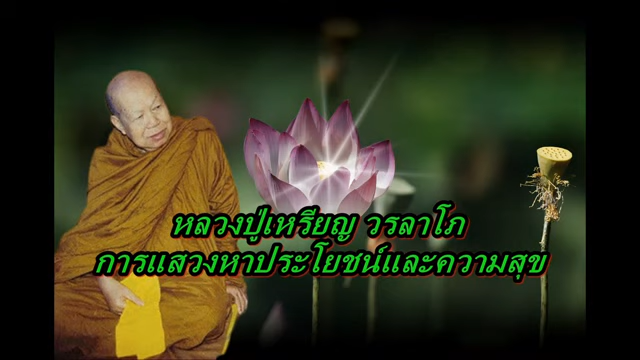 หลวงปู่เหรียญ วรลาโภ
การแสวงหาประโยชน์และความสุข